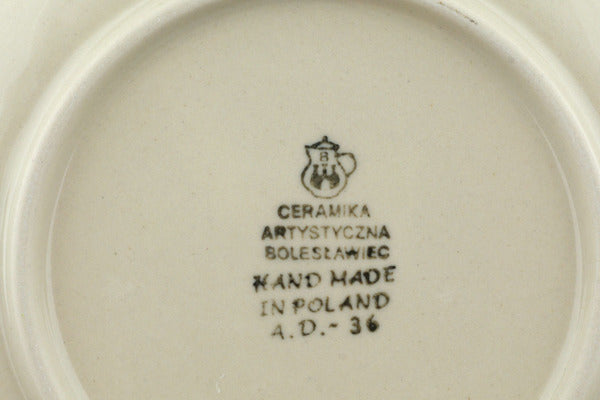 B
CERAMIKA
ARTYSTYCZNA
BOLESŁAWIEC
HAND MADE
IN POLAND
A.D.- 36